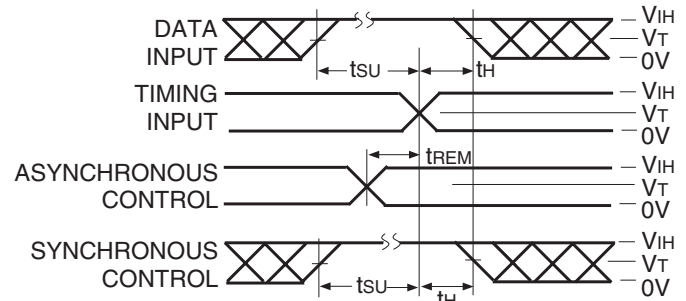 DATA
INPUT
tSU
tH
VIH
VT
0V
TIMING
INPUT
VIH
VT
0V
tREM
ASYNCHRONOUS
CONTROL
VIH
VT
0V
SYNCHRONOUS
CONTROL
tSU
tH
VIH
VT
0V